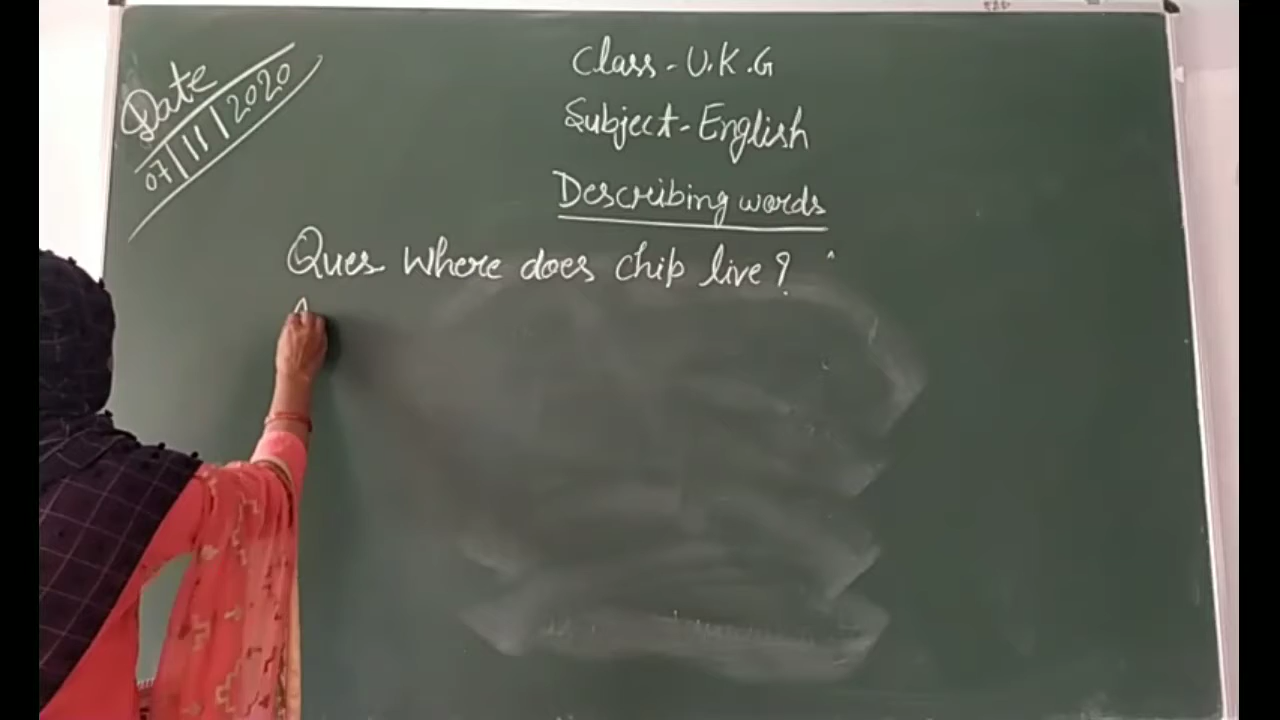 Date
07/11/2020
Class - U.K.G
Subject - English
Describing words
Ques Where does chip live?
A